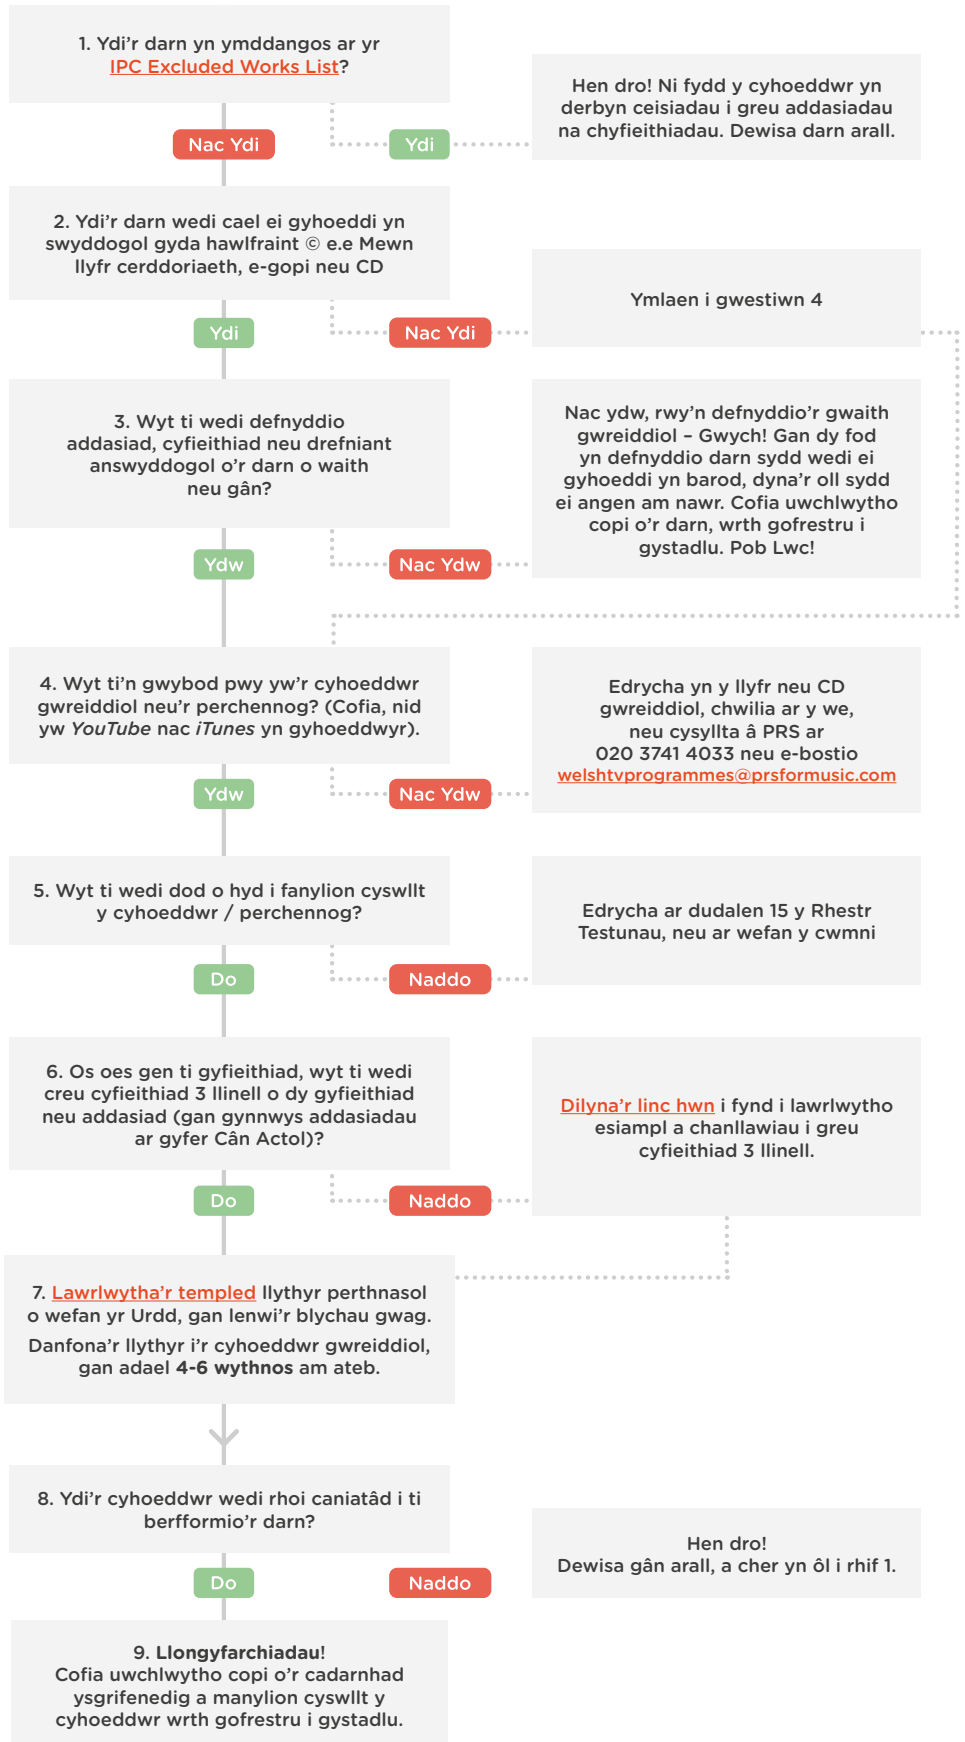 1. Ydi'r darn yn ymddangos ar yr
IPC Excluded Works List?
Hen dro! Ni fydd y cyhoeddwr yn
derbyn ceisiadau i greu addasiadau
na chyfieithiadau. Dewisa darn arall.
Nac Ydi
Ydi
2. Ydi'r darn wedi cael ei gyhoeddi yn
swyddogol gyda hawlfraint © e.e Mewn
llyfr cerddoriaeth, e-gopi neu CD
Ymlaen i gwestiwn 4
Ydi
Nac Ydi
3. Wyt ti wedi defnyddio
addasiad, cyfieithiad neu drefniant
answyddogol o'r darn o waith
neu gân?
Nac ydw, rwy'n defnyddio'r gwaith
gwreiddiol – Gwych! Gan dy fod
yn defnyddio darn sydd wedi ei
gyhoeddi yn barod, dyna'r oll sydd
ei angen am nawr. Cofia uwchlwytho
copi o'r darn, wrth gofrestru i
gystadlu. Pob Lwc!
Ydw
Nac Ydw
4. Wyt ti'n gwybod pwy yw'r cyhoeddwr
gwreiddiol neu'r perchennog? (Cofia, nid
yw YouTube nac iTunes yn gyhoeddwyr).
Edrycha yn y llyfr neu CD
gwreiddiol, chwilia ar y we,
neu cysyllta â PRS ar
020 3741 4033 neu e-bostio
welshtvprogrammes@prsformusic.com
Ydw
Nac Ydw
5. Wyt ti wedi dod o hyd i fanylion cyswllt
y cyhoeddwr / perchennog?
Edrycha ar dudalen 15 y Rhestr
Testunau, neu ar wefan y cwmni
Do
Naddo
6. Os oes gen ti gyfieithiad, wyt ti wedi
creu cyfieithiad 3 llinell o dy gyfieithiad
neu addasiad (gan gynnwys addasiadau
ar gyfer Cân Actol)?
Dilyna'r linc hwn i fynd i lawrlwytho
esiampl a chanllawiau i greu
cyfieithiad 3 llinell.
Do
Naddo
7. Lawrlwytha'r templed llythyr perthnasol
o wefan yr Urdd, gan lenwi'r blychau gwag.
Danfona'r llythyr i'r cyhoeddwr gwreiddiol,
gan adael 4-6 wythnos am ateb.
8. Ydi'r cyhoeddwr wedi rhoi caniatâd i ti
berfformio'r darn?
Hen dro!
Dewisa gân arall, a cher yn ôl i rhif 1.
Do
Naddo
9. Llongyfarchiadau!
Cofia uwchlwytho copi o'r cadarnhad
ysgrifenedig a manylion cyswllt y
cyhoeddwr wrth gofrestru i gystadlu.